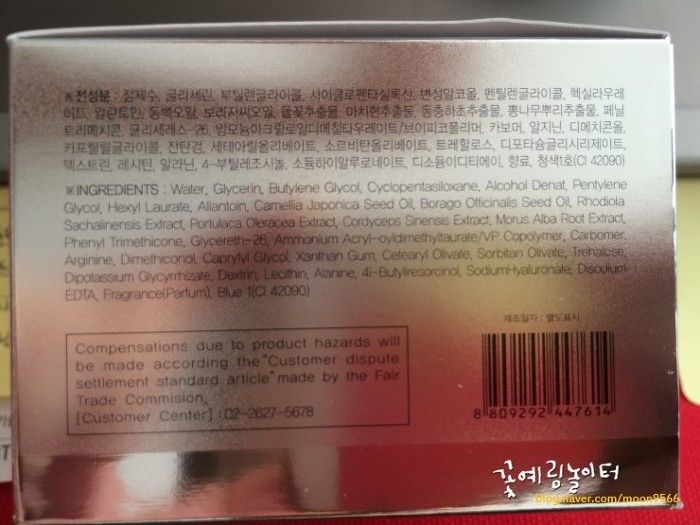 ※전성분 : 정제수, 글리세린, 부틸렌글라이콜, 사이클로펜타실록산, 변성알코올, 펜틸렌글라이콜, 헥실라우레
이트, 알란토인, 동백오일, 보리지씨오일, 돌꽃추출물, 마치현추출물, 동충하초추출물, 뽕나무뿌리추출물, 페닐
트리메치콘, 글리세레스-26, 암모늄아크릴로일디메칠타우레이트/브이피코폴리머, 카보머, 알지닌, 디메치콘올,
카프릴릴글라이콜, 잔탄검, 세테아릴올리베이트, 소르비탄올리베이트, 트레할로스, 디포타슘글리시리제이트,
덱스트린, 레시틴, 알라닌, 4-부틸레조시놀, 소듐하이알루로네이트, 디소듐이디티에이, 향료, 청색1호(CI 42090)
※INGREDIENTS : Water, Glycerin, Butylene Glycol, Cyclopentasiloxane, Alcohol Denat, Pentylene
Glycol, Hexyl Laurate, Allantoin, Camellia Japonica Seed Oil, Borago Officinalis Seed Oil, Rhodiola
Sachalinensis Extract, Portulaca Oleracea Extract, Cordyceps Sinensis Extract, Morus Alba Root Extract,
Phenyl Trimethicone, Glycereth-26, Ammonium Acryl-oyldimethyltaurate/VP Copolymer, Carbomer,
Arginine, Dimethiconol, Caprylyl Glycol, Xanthan Gum, Cetearyl Olivate, Sorbitan Olivate, Trehalose,
Dipotassium Glycyrrhizate, Dextrin, Lecithin, Alanine, 4i-Butylresorcinol, SodiumHyaluronate, Disodium
EDTA, Fragrance(Parfum), Blue 1(CI 42090)
제조일자 : 별도표시
Compensations due to product hazards will
be made according the "Customer dispute
settlement standard article" made by the Fair
Trade Commision.
[Customer Center] : 02-2627-5678
8 809292 447614
꽃예림놀이터
blog.naver.com/moon3566